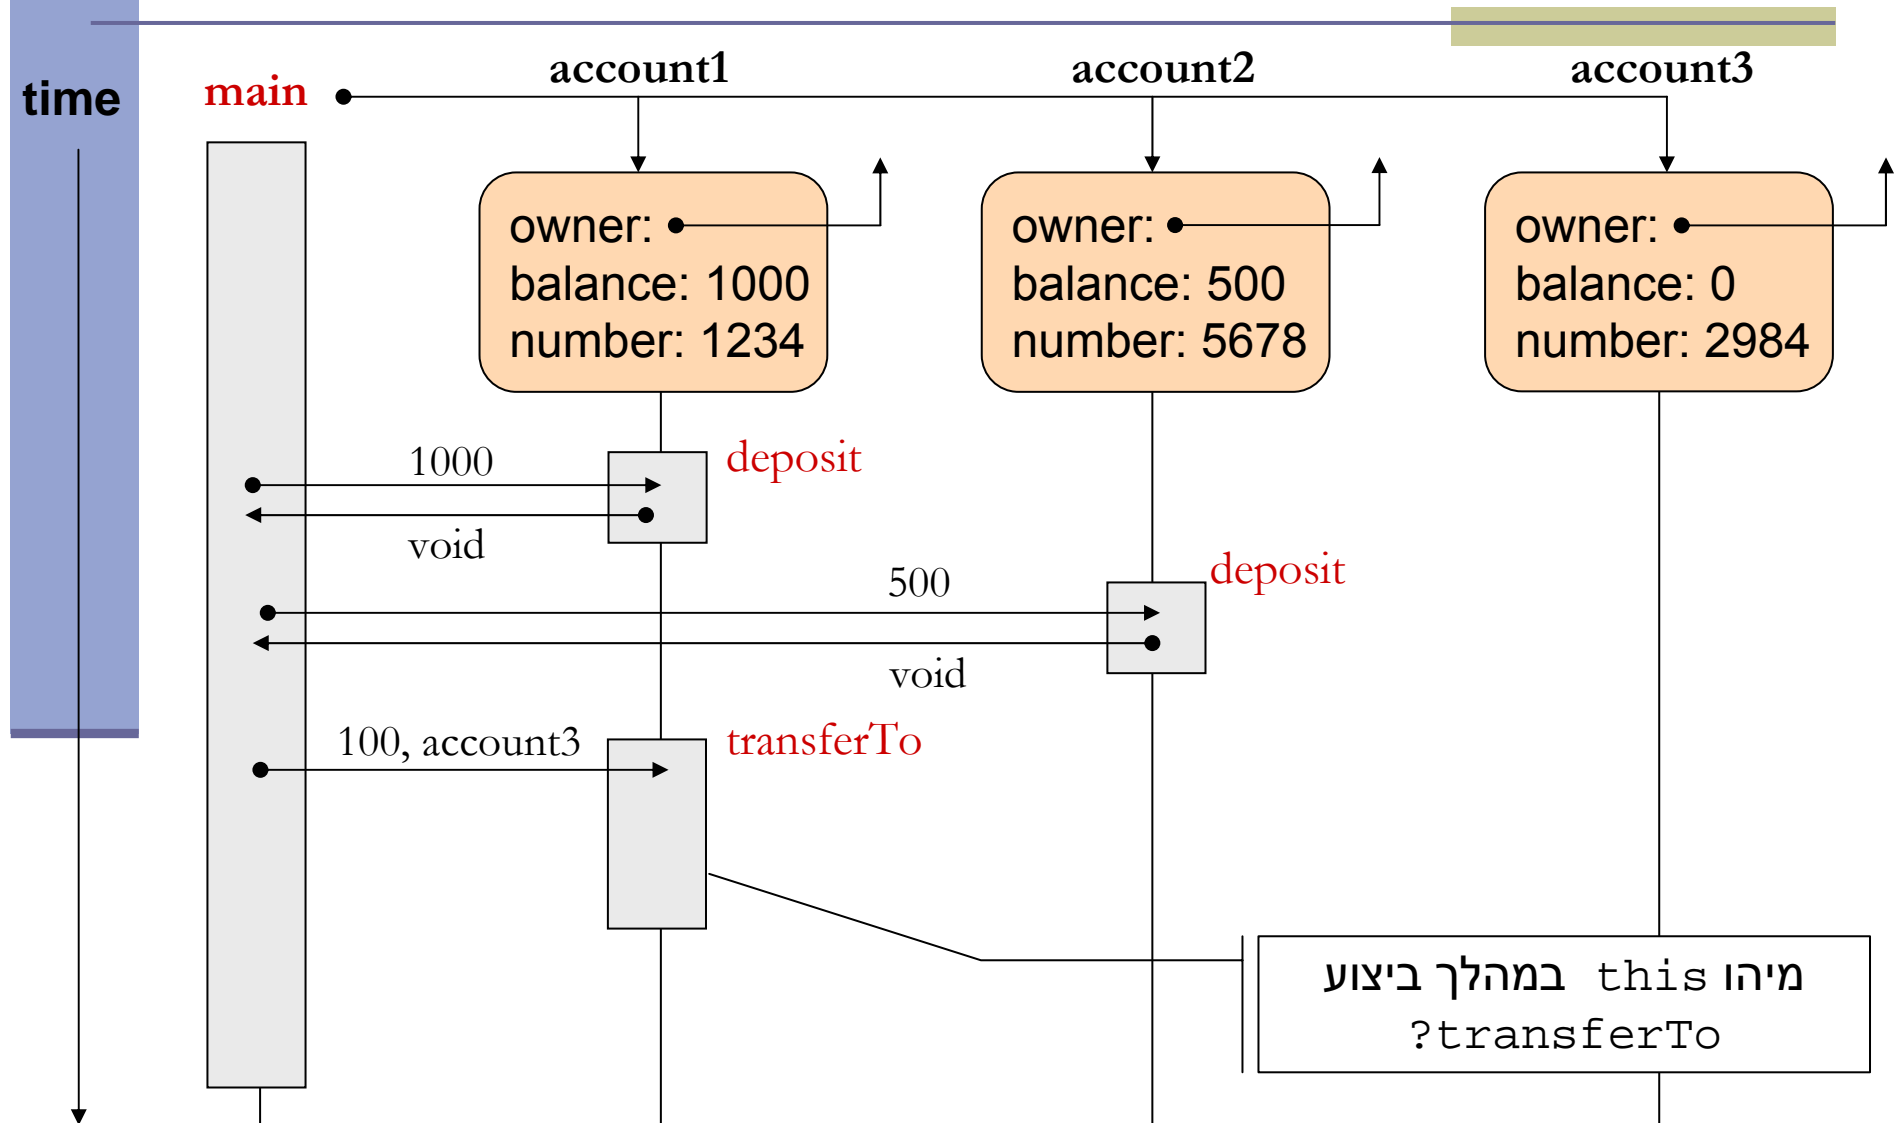 time
main
account1
account2
account3
owner:
balance: 1000
number: 1234
owner:
balance: 500
number: 5678
owner:
balance: 0
number: 2984
1000
deposit
void
500
deposit
void
100, account3
transferTo
מיהו this במהלך ביצוע
transferTo?